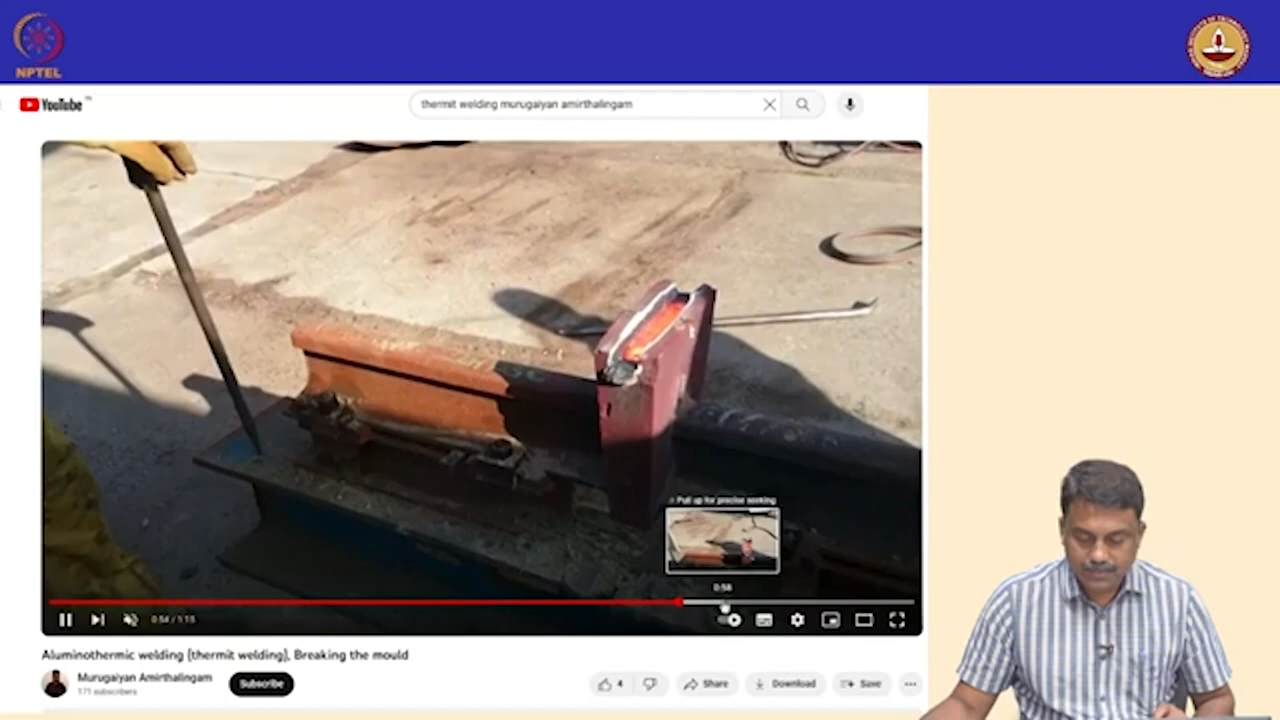 NPTEL
YouTube
thermit welding murugaiyan amirthalingam
Pull up for precise seeking
0:58
0:54 / 1:15
Aluminothermic welding (thermit welding), Breaking the mould
Murugaiyan Amirthalingam
171 subscribers
Subscribe
4
Share
Download
Save